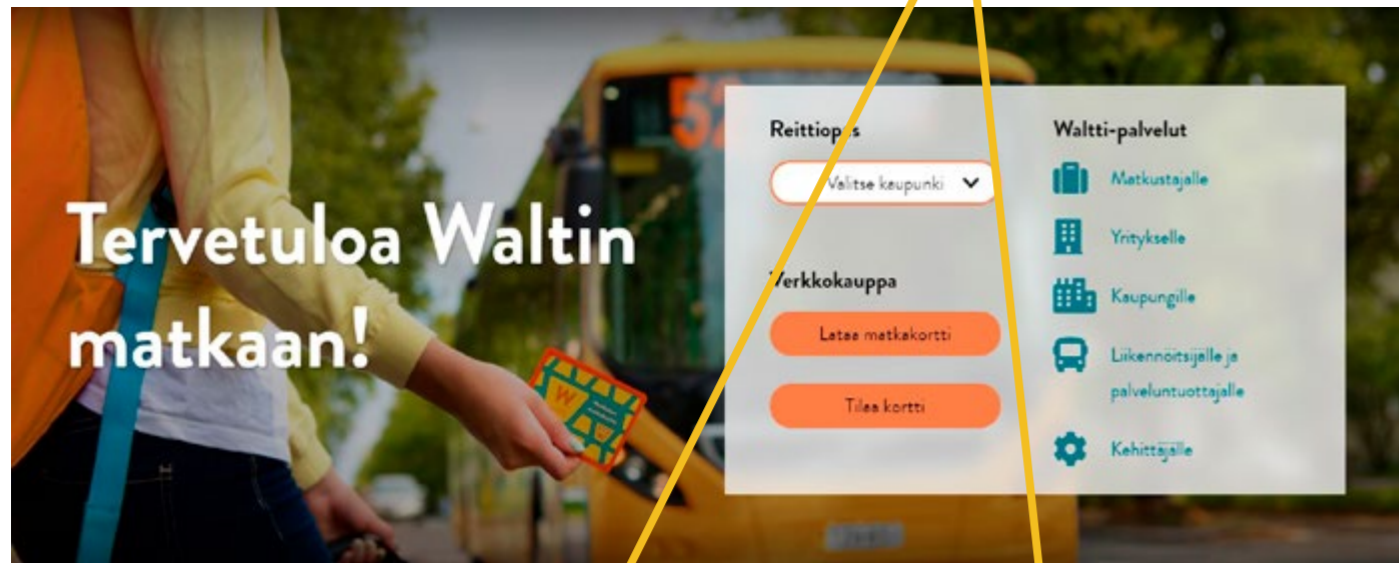 Tervetuloa Waltin
matkaan!
52
Reittiopas
Valitse kaupunki
Verkkokauppa
Lataa matkakortti
Tilaa kortti
Waltti-palvelut
Matkustajalle
Yritykselle
Kaupungille
Liikennöitsijälle ja
palveluntuottajalle
Kehittäjälle
W
W